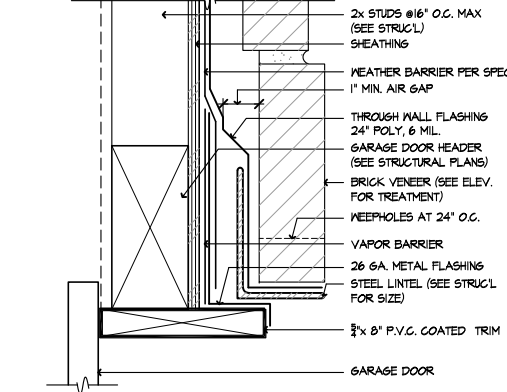 2x STUDS @16" O.C. MAX
(SEE STRUC'L)
SHEATHING
WEATHER BARRIER PER SPEC
1" MIN. AIR GAP
THROUGH WALL FLASHING
24" POLY, 6 MIL.
GARAGE DOOR HEADER
(SEE STRUCTURAL PLANS)
BRICK VENEER (SEE ELEV.
FOR TREATMENT)
WEEPHOLES AT 24" O.C.
VAPOR BARRIER
26 GA. METAL FLASHING
STEEL LINTEL (SEE STRUC'L
FOR SIZE)
5/4"x 8" P.V.C. COATED TRIM
GARAGE DOOR